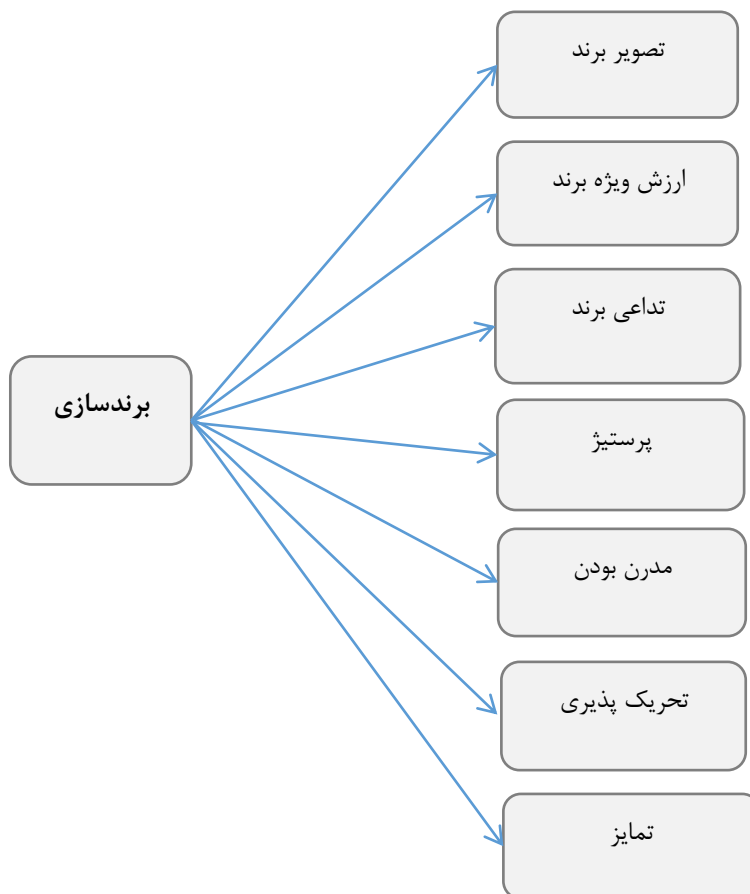 تصویر برند
ارزش ویژه برند
تداعی برند
برندسازی
پرستیژ
مدرن بودن
تحریک پذیری
تمایز